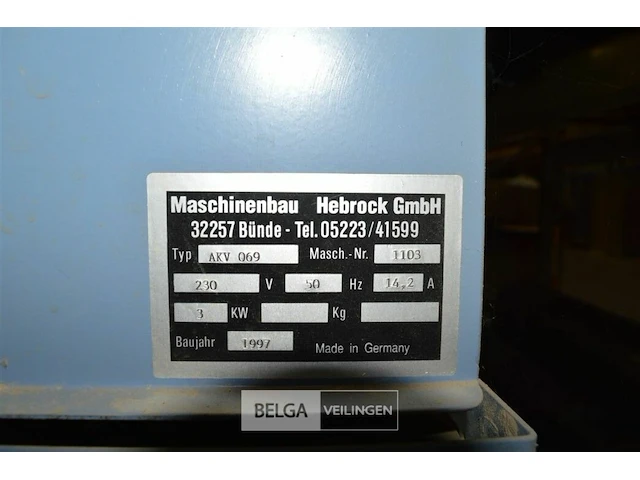 Maschinenbau Hebrock GmbH
32257 Bünde - Tel. 05223/41599
Typ AKV 069 Masch.-Nr. 1103
230 V 50 Hz 14,2 A
3 KW Kg
Baujahr 1997 Made in Germany
BELGA VEILINGEN